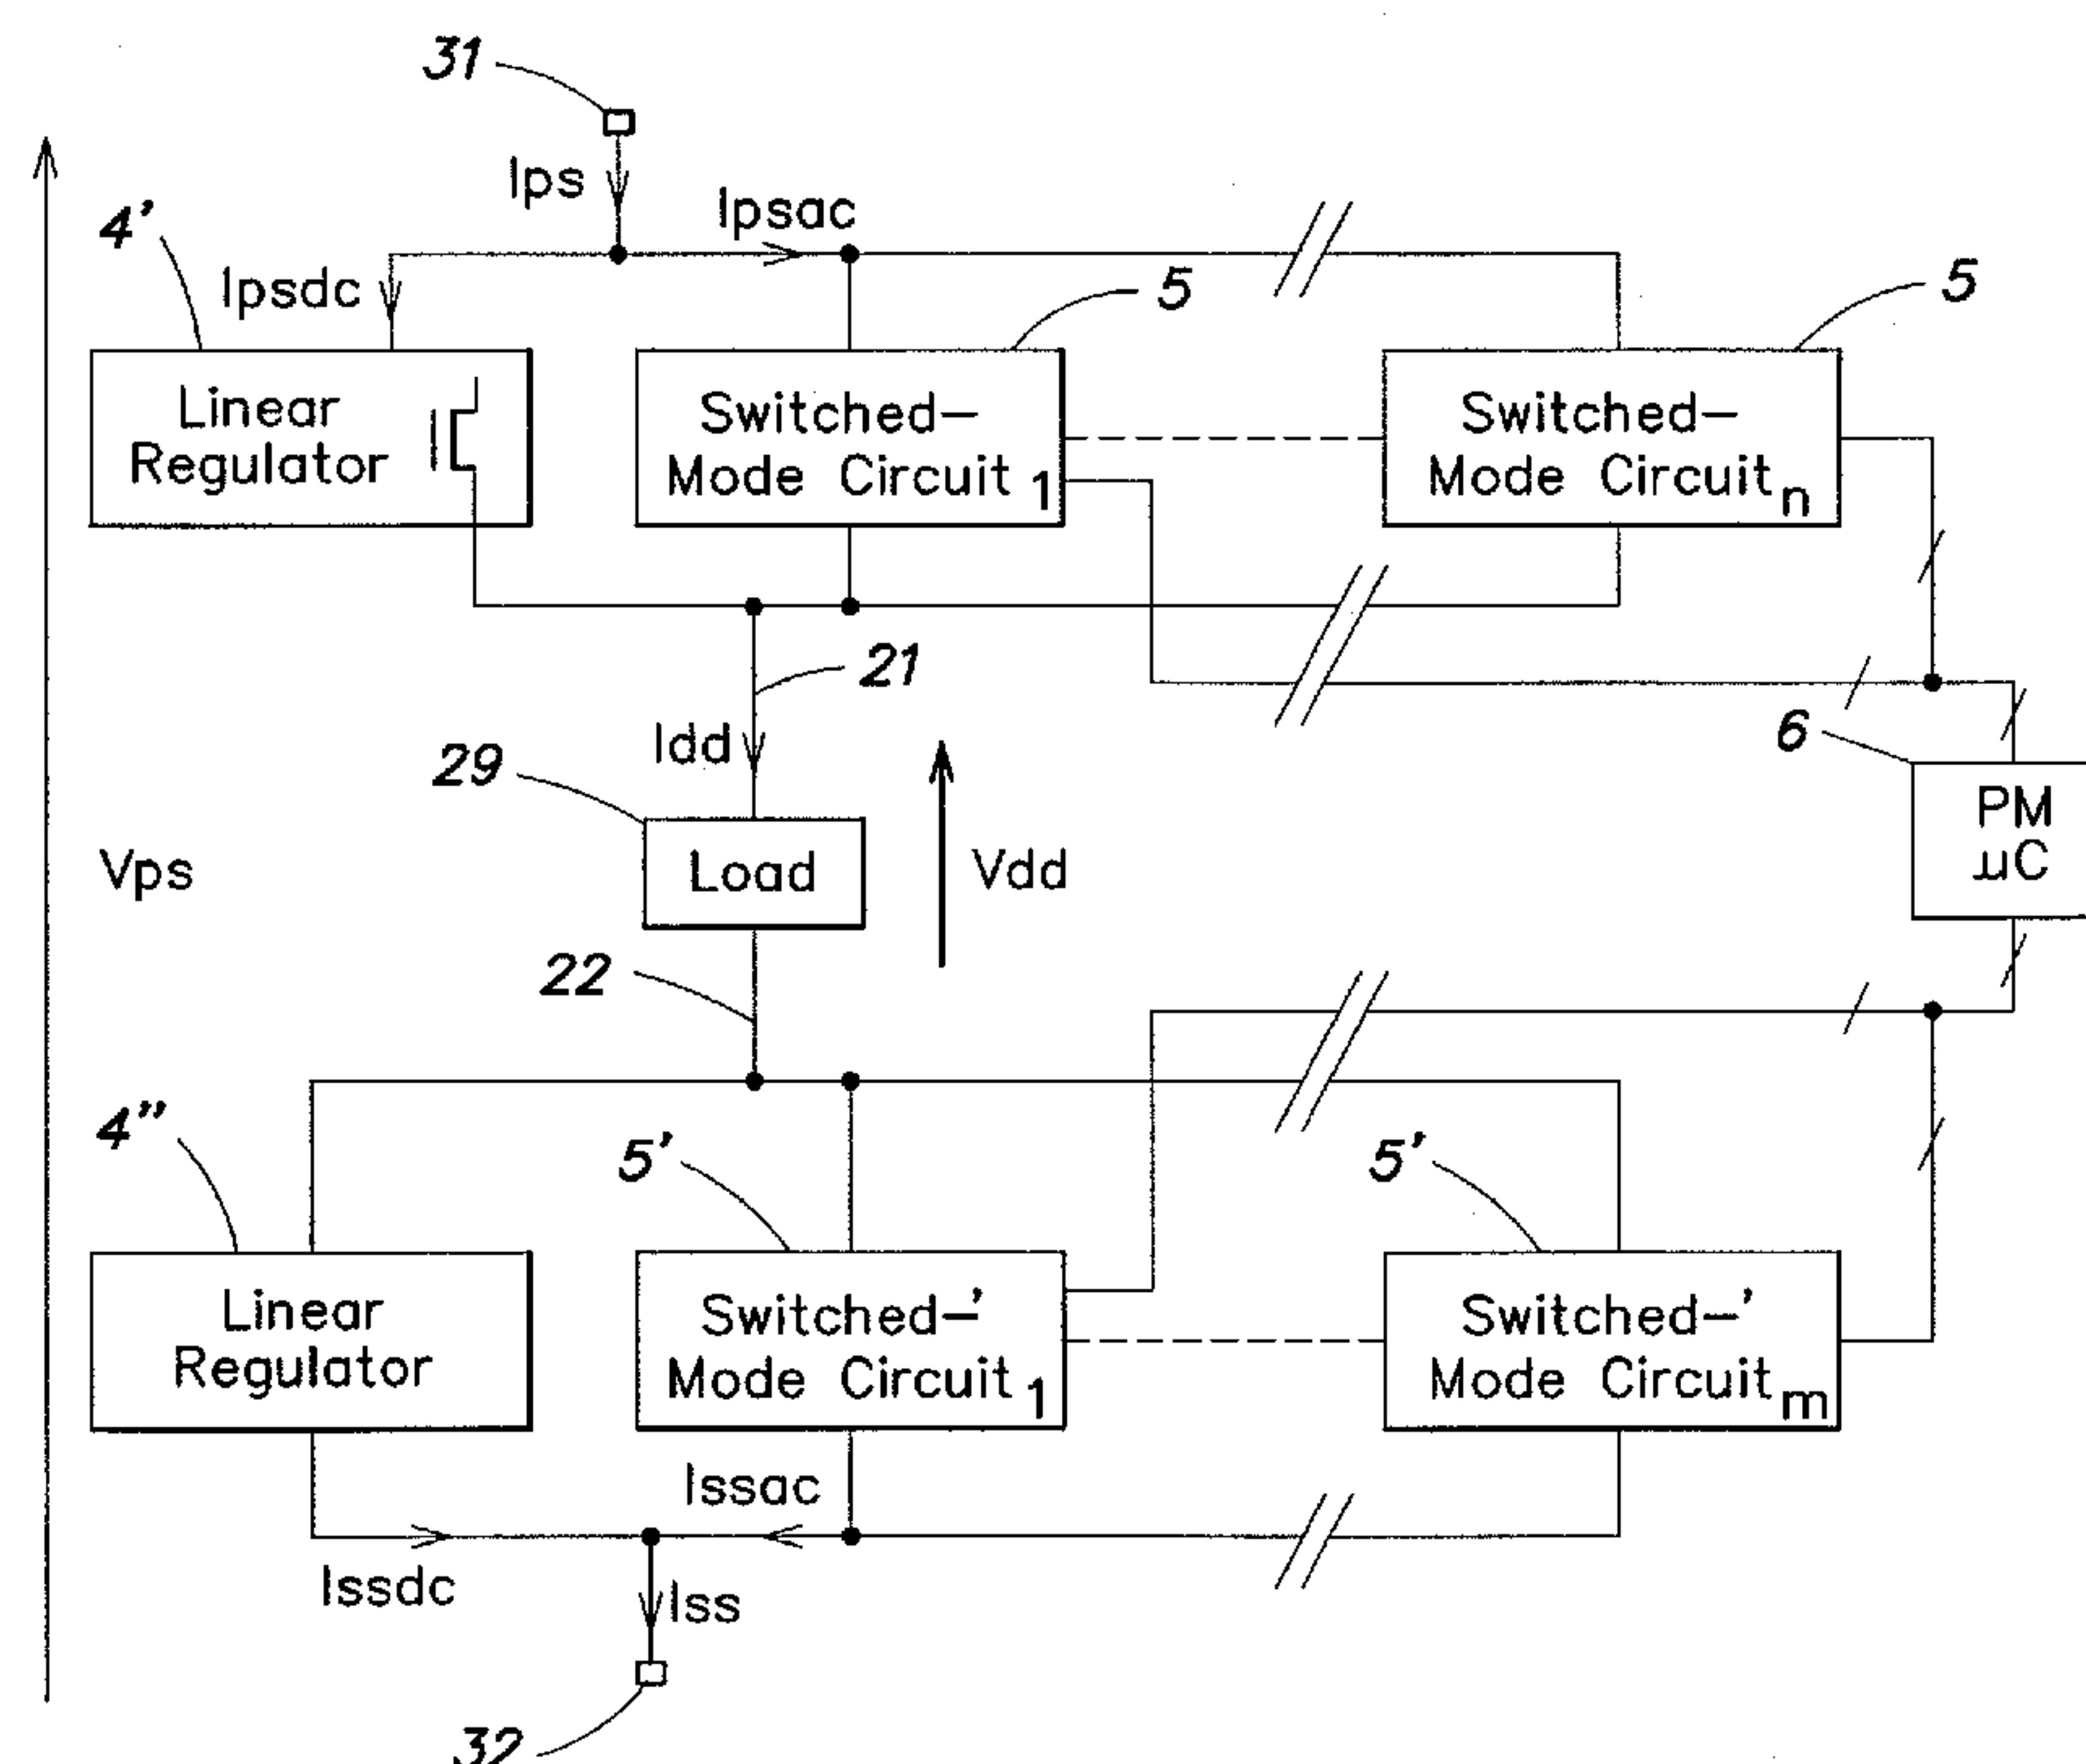 31
Ips
Ipsac
4'
Ipsdc
5
5
Linear
Regulator
Switched-
Mode Circuit 1
Switched-
Mode Circuit n
21
Idd
29
6
PM
µC
Load
Vps
Vdd
22
4"
5'
5'
Linear
Regulator
Switched-'
Mode Circuit 1
Switched-'
Mode Circuit m
Issac
Issdc
Iss
32